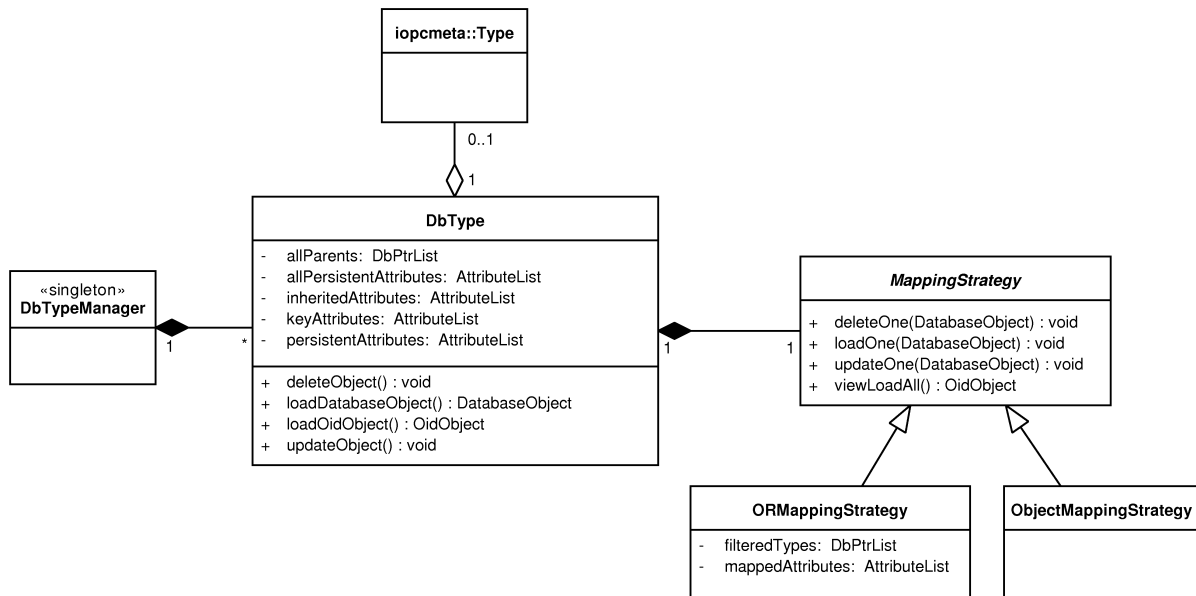 iopcmeta::Type
0..1
1
DbType
- allParents: DbPtrList
- allPersistentAttributes: AttributeList
- inheritedAttributes: AttributeList
- keyAttributes: AttributeList
- persistentAttributes: AttributeList
+ deleteObject() : void
+ loadDatabaseObject() : DatabaseObject
+ loadOidObject() : OidObject
+ updateObject() : void
«singleton»
DbTypeManager
1
*
1
1
MappingStrategy
+ deleteOne(DatabaseObject) : void
+ loadOne(DatabaseObject) : void
+ updateOne(DatabaseObject) : void
+ viewLoadAll() : OidObject
ORMappingStrategy
- filteredTypes: DbPtrList
- mappedAttributes: AttributeList
ObjectMappingStrategy